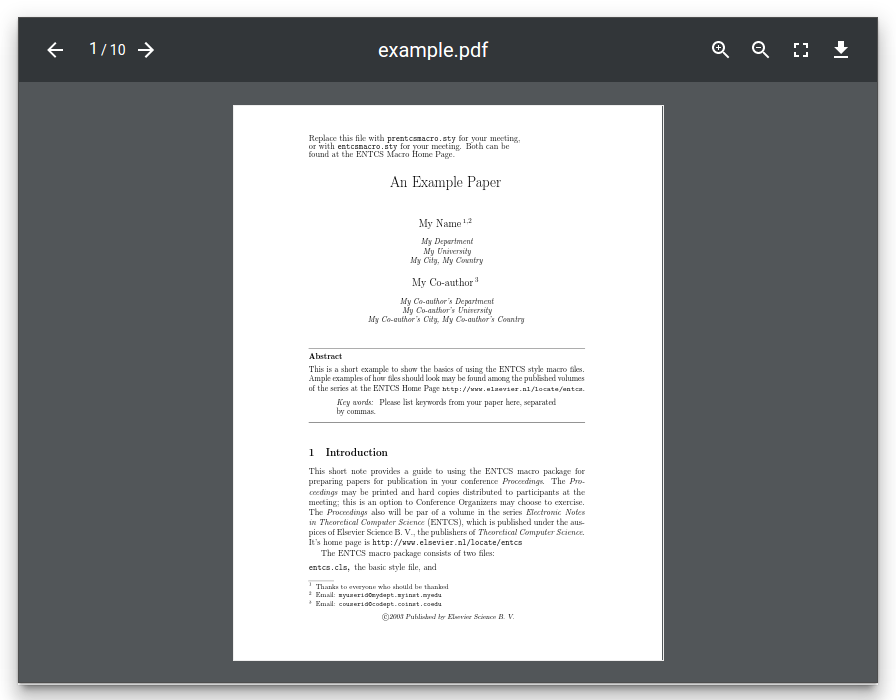 1 / 10
example.pdf
Replace this file with prentcsmacro.sty for your meeting,
or with entcsmacro.sty for your meeting. Both can be
found at the ENTCS Macro Home Page.
An Example Paper
My Name 1,2
My Department
My University
My City, My Country
My Co-author 3
My Co-author's Department
My Co-author's University
My Co-author's City, My Co-author's Country
Abstract
This is a short example to show the basics of using the ENTCS style macro files.
Ample examples of how files should look may be found among the published volumes
of the series at the ENTCS Home Page http://www.elsevier.nl/locate/entcs.
Key words: Please list keywords from your paper here, separated
by commas.
1 Introduction
This short note provides a guide to using the ENTCS macro package for
preparing papers for publication in your conference Proceedings. The Pro-
ceedings may be printed and hard copies distributed to participants at the
meeting; this is an option to Conference Organizers may choose to exercise.
The Proceedings also will be par of a volume in the series Electronic Notes
in Theoretical Computer Science (ENTCS), which is published under the aus-
pices of Elsevier Science B. V., the publishers of Theoretical Computer Science.
It's home page is http://www.elsevier.nl/locate/entcs
The ENTCS macro package consists of two files:
entcs.cls, the basic style file, and
1 Thanks to everyone who should be thanked
2 Email: myuserid@mydept.myinst.myedu
3 Email: couserid@codept.coinst.coedu
©2003 Published by Elsevier Science B. V.